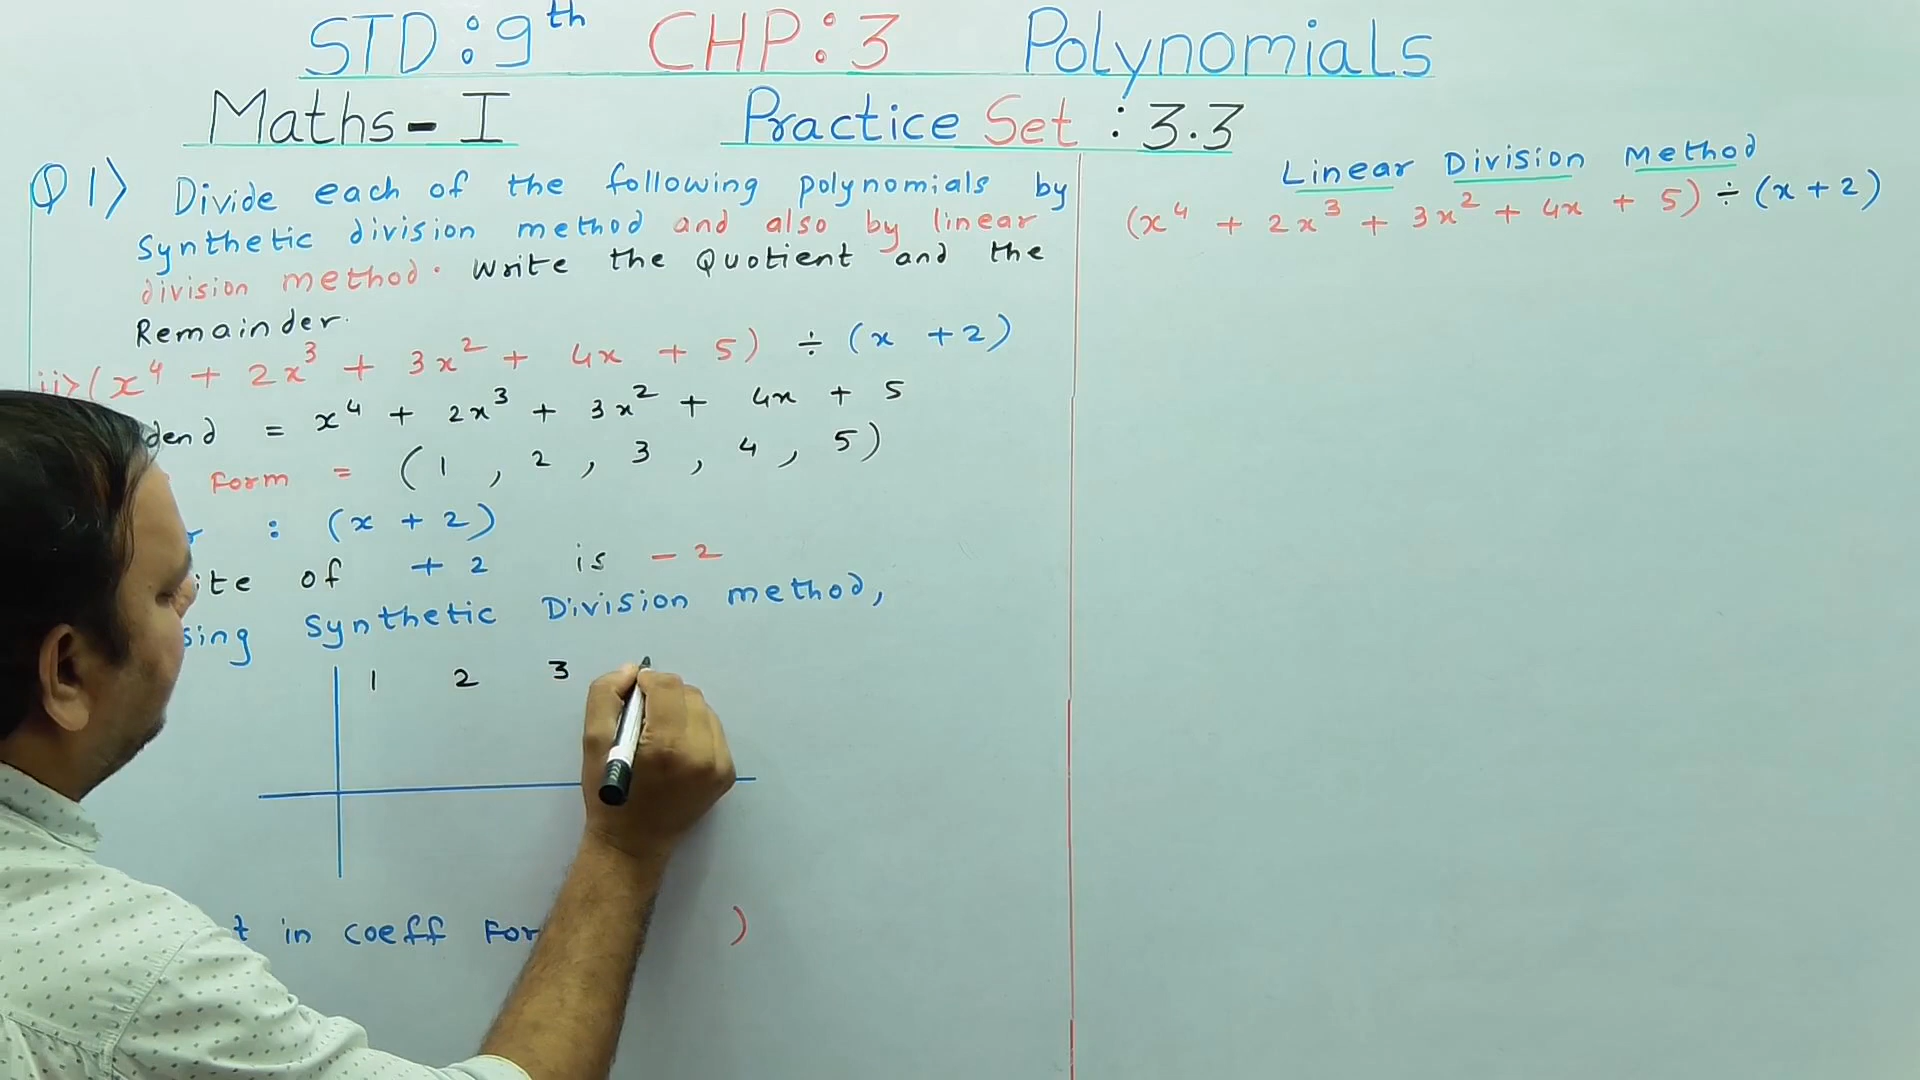 STD : 9th CHP : 3 Polynomials
Maths - I Practice Set : 3.3
Q 1> Divide each of the following polynomials by
synthetic division method and also by linear
division method. Write the Quotient and the
Remainder.
ii> (x⁴ + 2x³ + 3x² + 4x + 5) ÷ (x + 2)
dend = x⁴ + 2x³ + 3x² + 4x + 5
Form = (1 , 2 , 3 , 4 , 5)
: (x + 2)
ite of + 2 is - 2
sing Synthetic Division method,
1 2 3
t in coeff For )
Linear Division Method
(x⁴ + 2x³ + 3x² + 4x + 5) ÷ (x + 2)